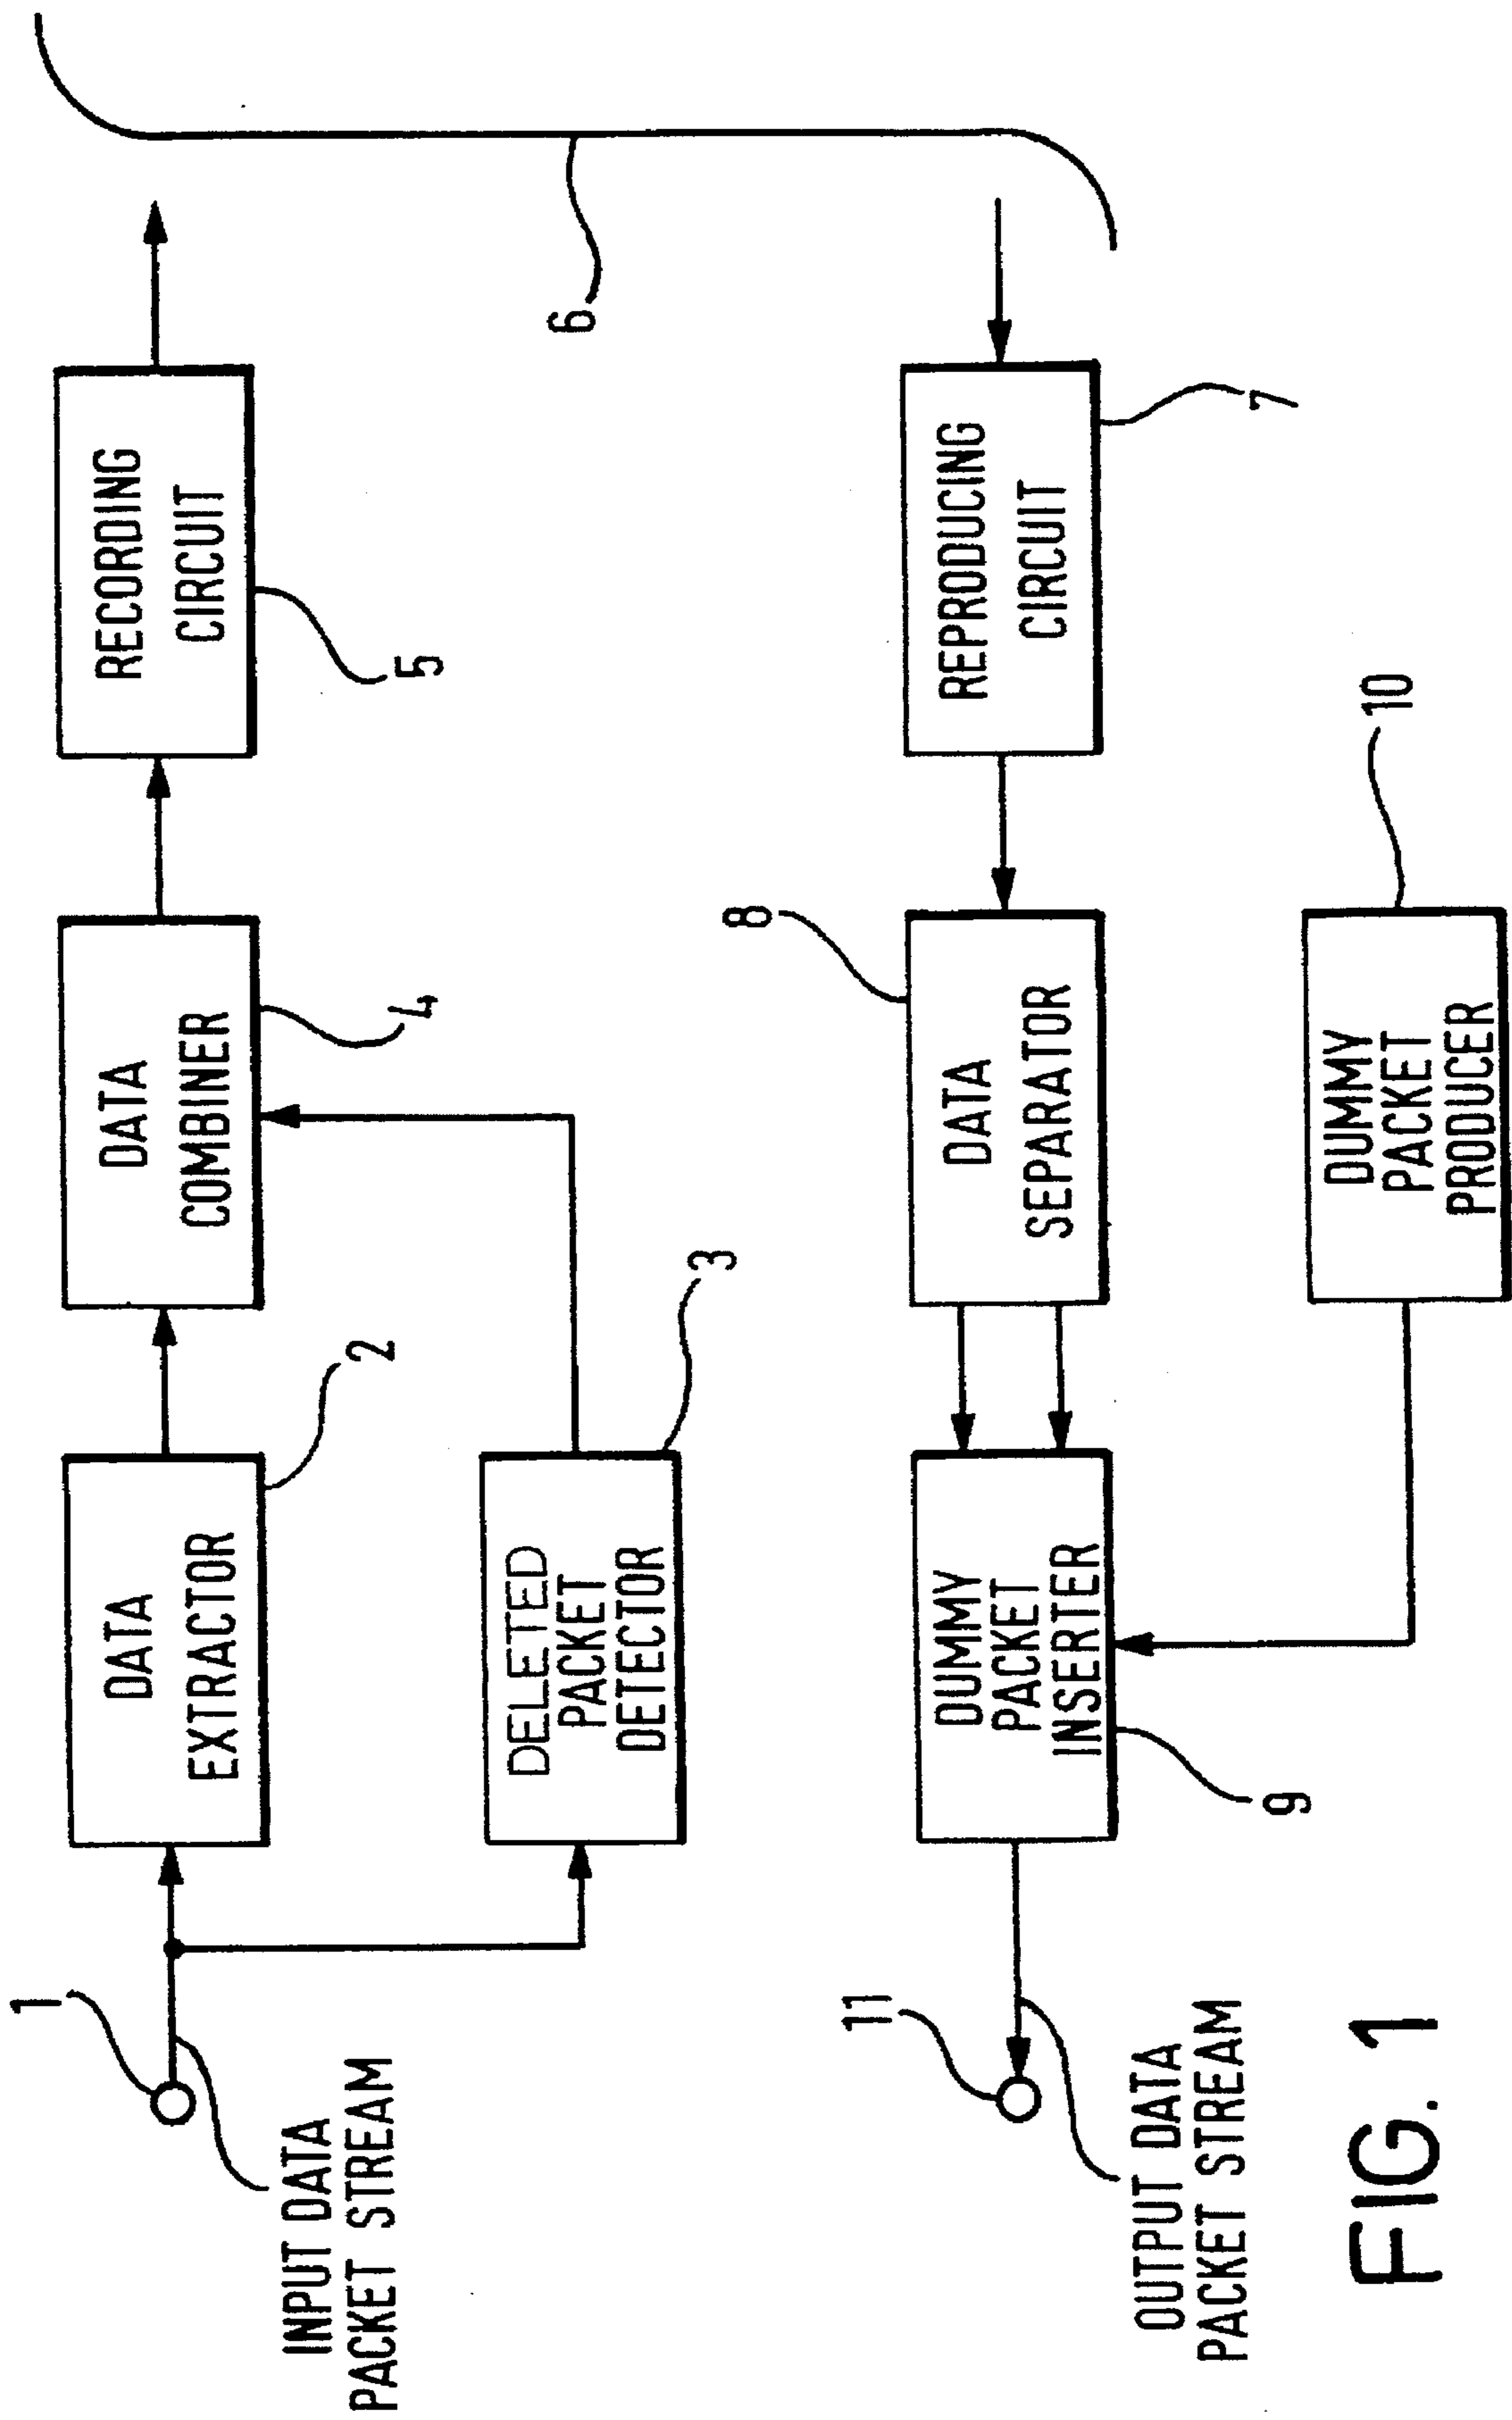 1
INPUT DATA
PACKET STREAM
DATA
EXTRACTOR
2
DELETED
PACKET
DETECTOR
3
DATA
COMBINER
4
RECORDING
CIRCUIT
5
6
REPRODUCING
CIRCUIT
7
DATA
SEPARATOR
8
DUMMY
PACKET
INSERTER
9
DUMMY
PACKET
PRODUCER
10
11
OUTPUT DATA
PACKET STREAM
FIG. 1